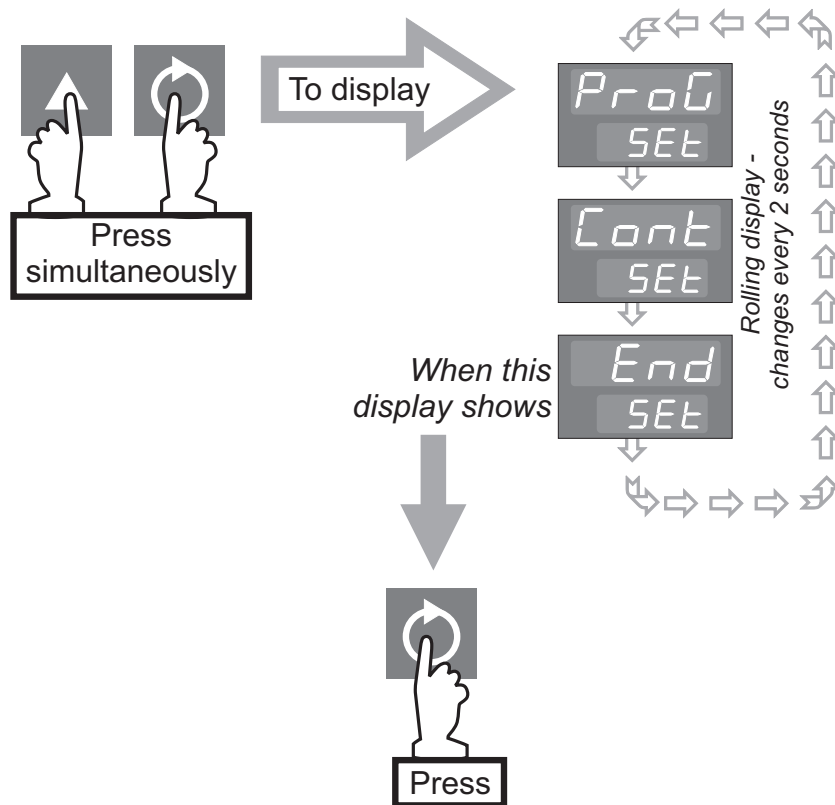 To display
Press
simultaneously
ProG
SEt
Cont
SEt
End
SEt
Rolling display -
changes every 2 seconds
When this
display shows
Press